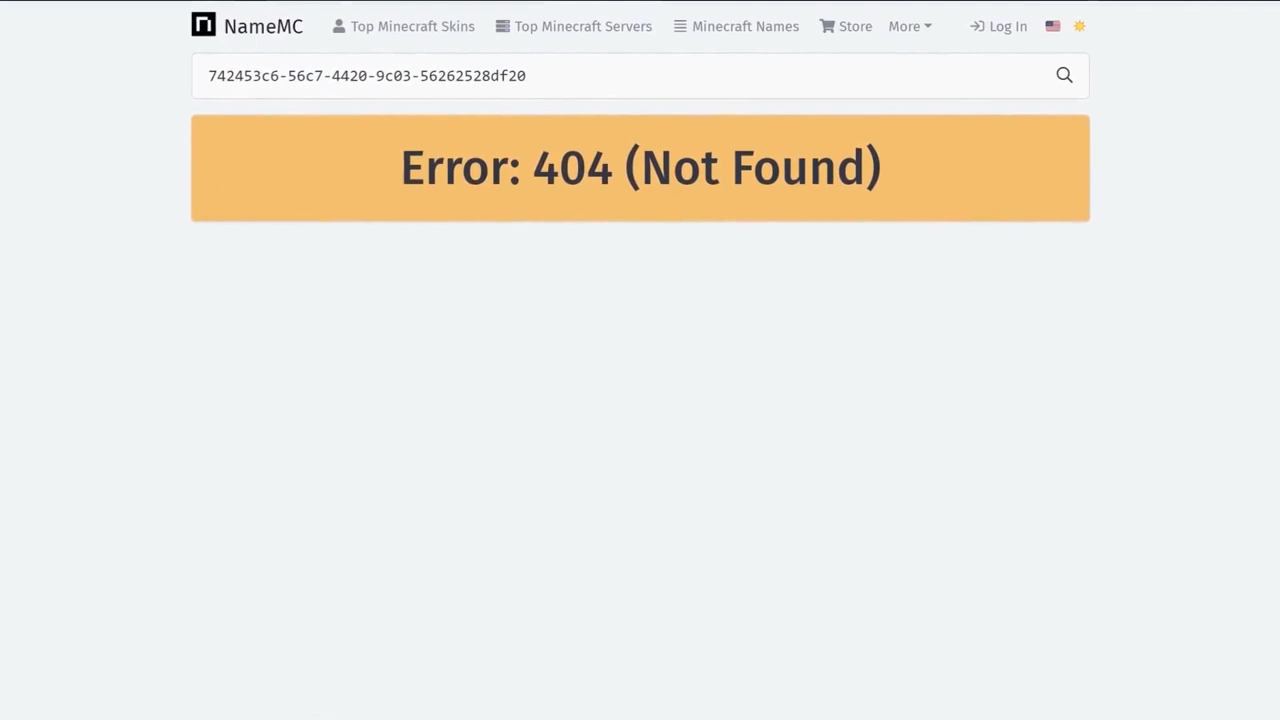 NameMC Top Minecraft Skins Top Minecraft Servers Minecraft Names Store More Log In
742453c6-56c7-4420-9c03-56262528df20
Error: 404 (Not Found)